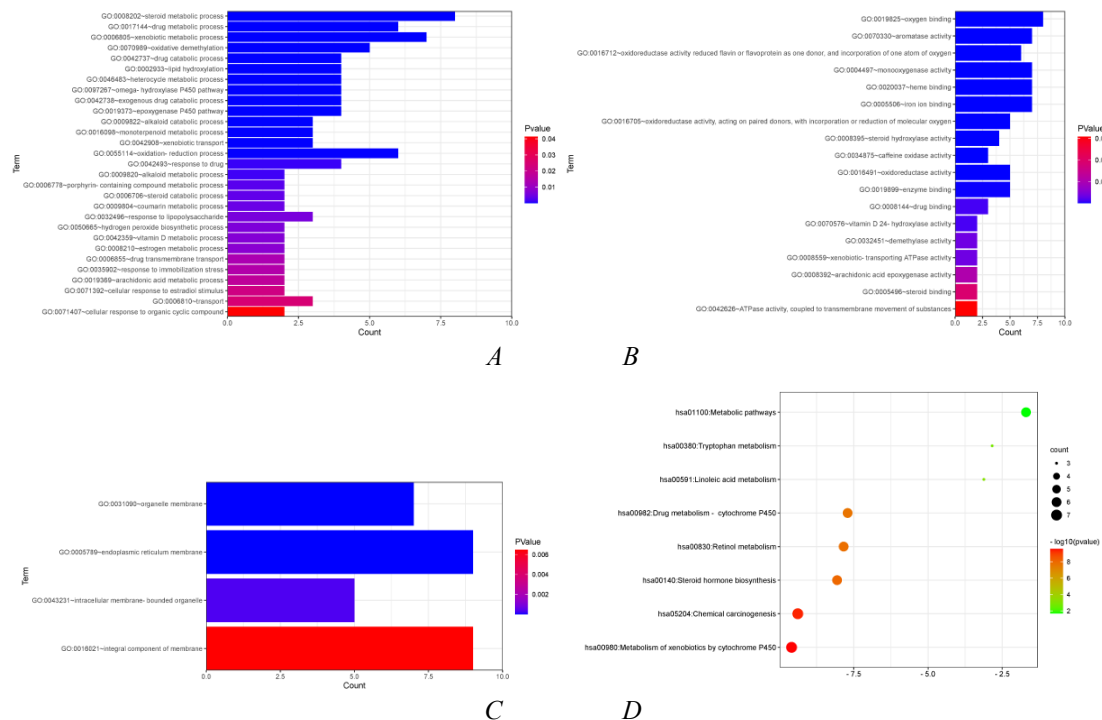 GO:0008202~steroid metabolic process
GO:0017144~drug metabolic process
GO:0006805~xenobiotic metabolic process
GO:0070989~oxidative demethylation
GO:0042737~drug catabolic process
GO:0002933~lipid hydroxylation
GO:0046483~heterocycle metabolic process
GO:0097267~omega- hydroxylase P450 pathway
GO:0042738~exogenous drug catabolic process
GO:0019373~epoxygenase P450 pathway
GO:0009822~alkaloid catabolic process
GO:0016098~monoterpenoid metabolic process
GO:0042908~xenobiotic transport
GO:0055114~oxidation- reduction process
GO:0042493~response to drug
GO:0009820~alkaloid metabolic process
GO:0006778~porphyrin- containing compound metabolic process
GO:0006706~steroid catabolic process
GO:0009804~coumarin metabolic process
GO:0032496~response to lipopolysaccharide
GO:0050665~hydrogen peroxide biosynthetic process
GO:0042359~vitamin D metabolic process
GO:0008210~estrogen metabolic process
GO:0006855~drug transmembrane transport
GO:0035902~response to immobilization stress
GO:0019369~arachidonic acid metabolic process
GO:0071392~cellular response to estradiol stimulus
GO:0006810~transport
GO:0071407~cellular response to organic cyclic compound
Term
0.0 2.5 5.0 7.5 10.0
Count
Pvalue
0.04
0.03
0.02
0.01
A
GO:0019825~oxygen binding
GO:0070330~aromatase activity
GO:0016712~oxidoreductase activity reduced flavin or flavoprotein as one donor, and incorporation of one atom of oxygen
GO:0004497~monooxygenase activity
GO:0020037~heme binding
GO:0005506~iron ion binding
GO:0016705~oxidoreductase activity, acting on paired donors, with incorporation or reduction of molecular oxygen
GO:0008395~steroid hydroxylase activity
GO:0034875~caffeine oxidase activity
GO:0016491~oxidoreductase activity
GO:0019899~enzyme binding
GO:0008144~drug binding
GO:0070576~vitamin D 24- hydroxylase activity
GO:0032451~demethylase activity
GO:0008559~xenobiotic- transporting ATPase activity
GO:0008392~arachidonic acid epoxygenase activity
GO:0005496~steroid binding
GO:0042626~ATPase activity, coupled to transmembrane movement of substances
Term
0.0 2.5 5.0 7.5 10.0
Count
PValue
B
GO:0031090~organelle membrane
GO:0005789~endoplasmic reticulum membrane
GO:0043231~intracellular membrane- bounded organelle
GO:0016021~integral component of membrane
Term
0.0 2.5 5.0 7.5 10.0
Count
PValue
0.006
0.004
0.002
C
hsa01100:Metabolic pathways
hsa00380:Tryptophan metabolism
hsa00591:Linoleic acid metabolism
hsa00982:Drug metabolism - cytochrome P450
hsa00830:Retinol metabolism
hsa00140:Steroid hormone biosynthesis
hsa05204:Chemical carcinogenesis
hsa00980:Metabolism of xenobiotics by cytochrome P450
- 7.5 - 5.0 - 2.5
count
3
4
5
6
7
- log10(pvalue)
8
6
4
2
D